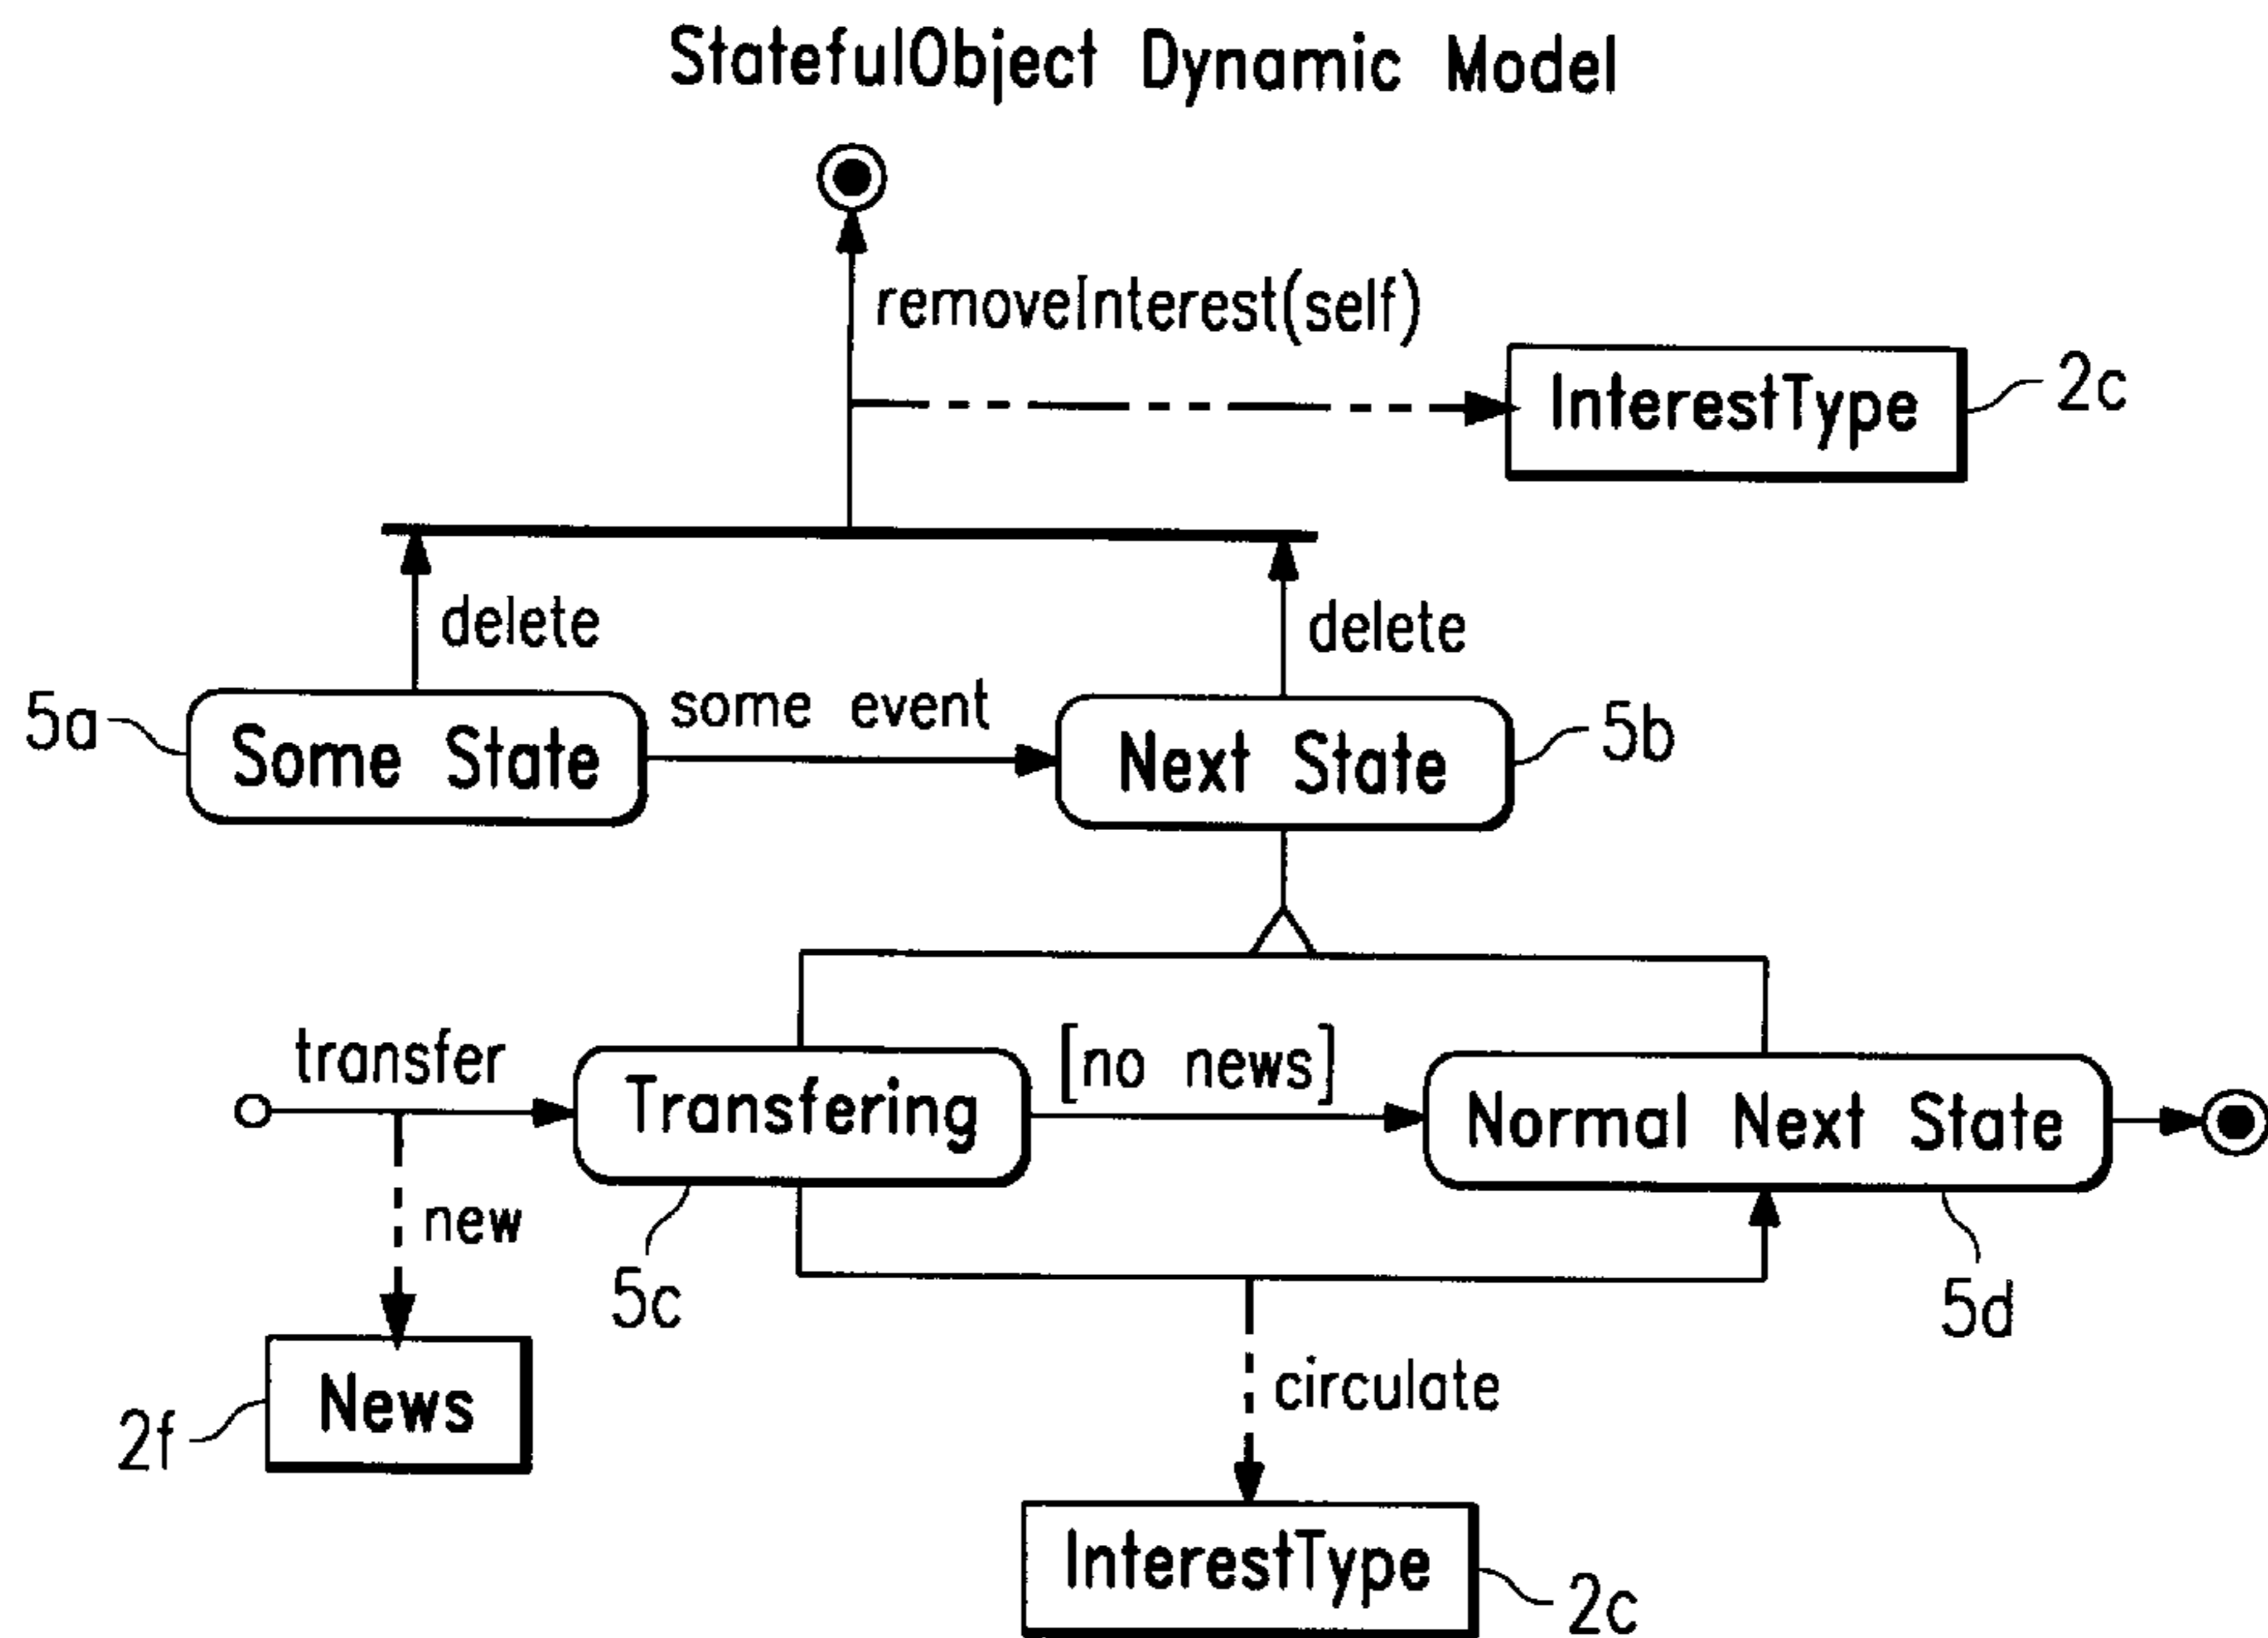 StatefulObject Dynamic Model
removeInterest(self)
InterestType
2c
delete
delete
5a
Some State
some event
Next State
5b
transfer
Transfering
[no news]
Normal Next State
new
5c
5d
News
2f
circulate
InterestType
2c